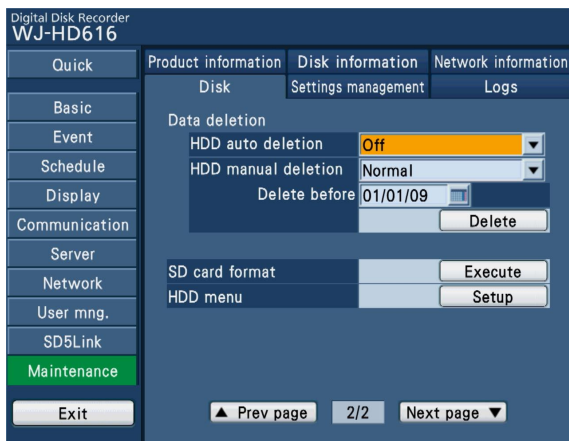 Digital Disk Recorder
WJ-HD616
Quick
Basic
Event
Schedule
Display
Communication
Server
Network
User mng.
SD5Link
Maintenance
Exit
Product information Disk information Network information
Disk Settings management Logs
Data deletion
HDD auto deletion Off
HDD manual deletion Normal
Delete before 01/01/09
Delete
SD card format Execute
HDD menu Setup
▲ Prev page 2/2 Next page ▼